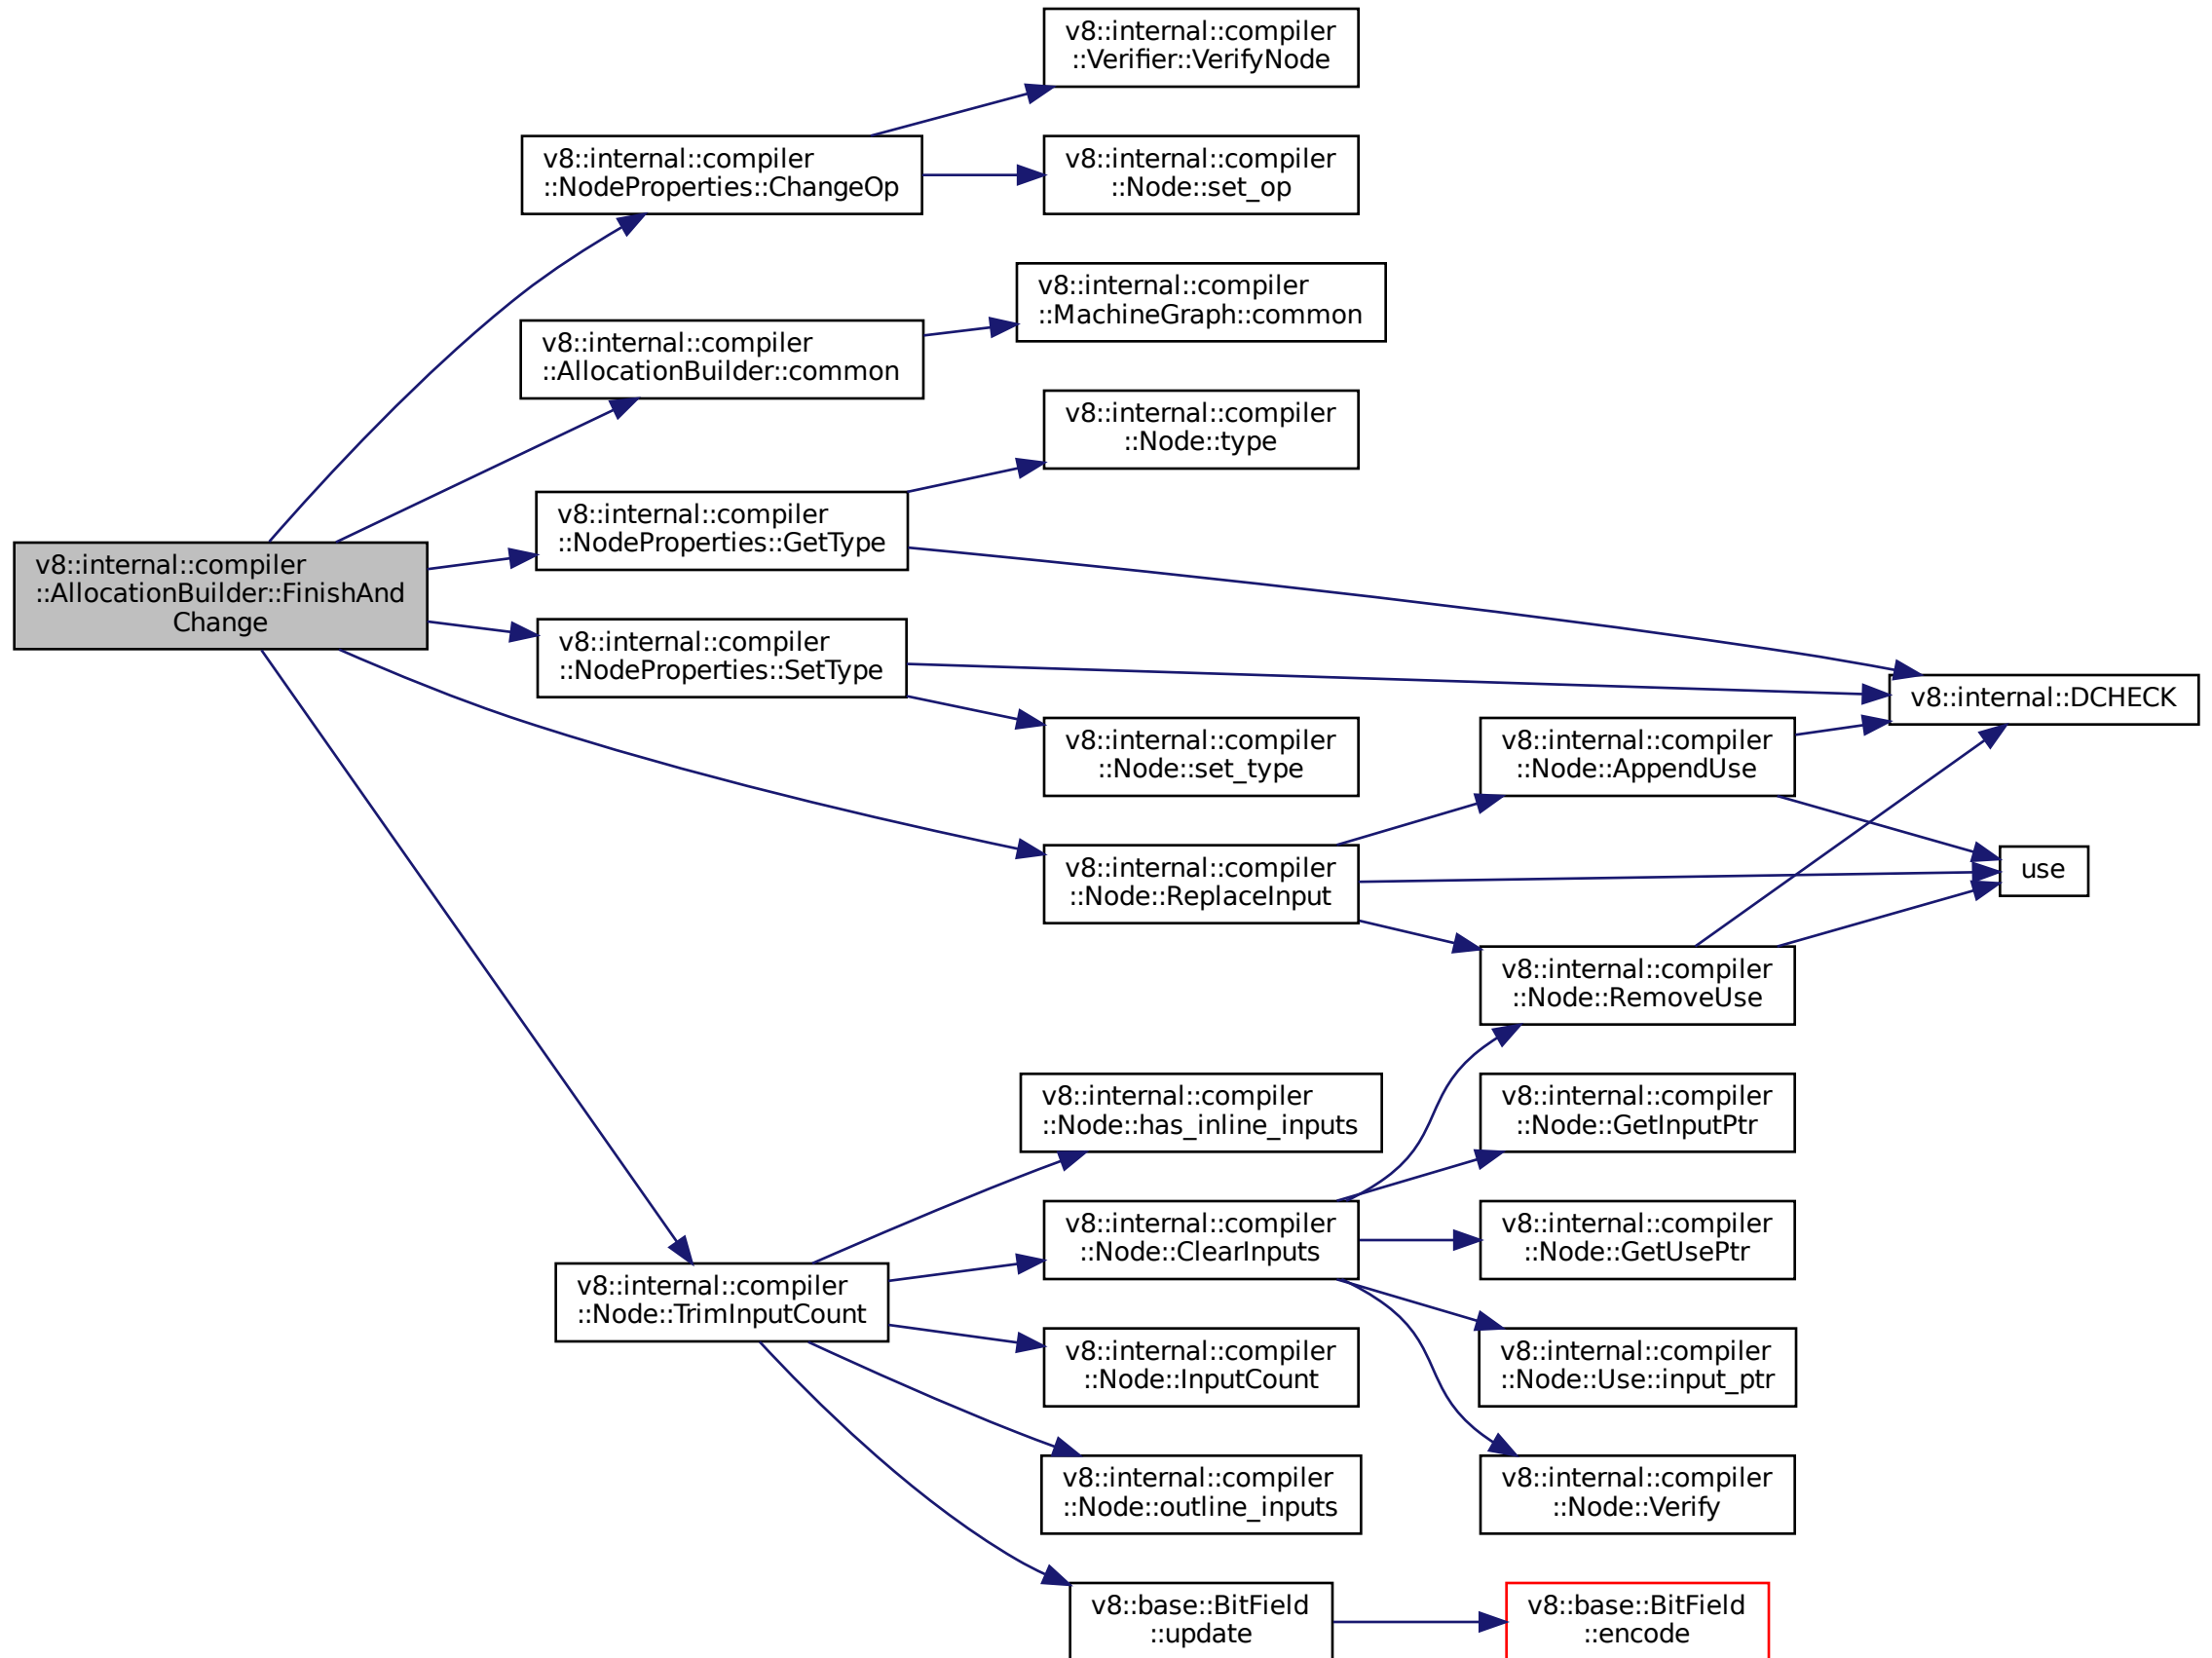 v8::internal::compiler
::Verifier::VerifyNode
v8::internal::compiler
::NodeProperties::ChangeOp
v8::internal::compiler
::Node::set_op
v8::internal::compiler
::MachineGraph::common
v8::internal::compiler
::AllocationBuilder::common
v8::internal::compiler
::Node::type
v8::internal::compiler
::NodeProperties::GetType
v8::internal::compiler
::AllocationBuilder::FinishAnd
Change
v8::internal::compiler
::NodeProperties::SetType
v8::internal::DCHECK
v8::internal::compiler
::Node::set_type
v8::internal::compiler
::Node::AppendUse
v8::internal::compiler
::Node::ReplaceInput
use
v8::internal::compiler
::Node::RemoveUse
v8::internal::compiler
::Node::has_inline_inputs
v8::internal::compiler
::Node::GetInputPtr
v8::internal::compiler
::Node::ClearInputs
v8::internal::compiler
::Node::GetUsePtr
v8::internal::compiler
::Node::TrimInputCount
v8::internal::compiler
::Node::InputCount
v8::internal::compiler
::Node::Use::input_ptr
v8::internal::compiler
::Node::outline_inputs
v8::internal::compiler
::Node::Verify
v8::base::BitField
::update
v8::base::BitField
::encode